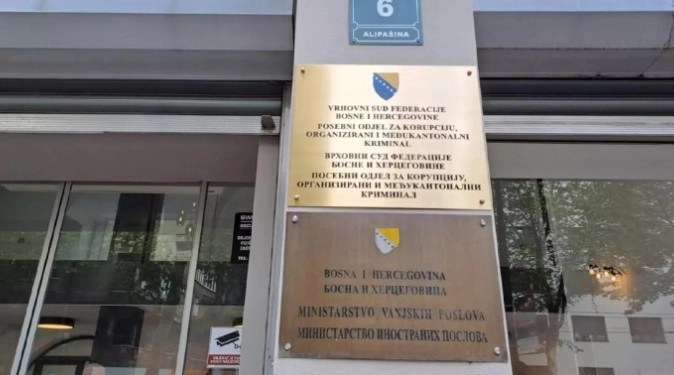 6
ALIPAŠINA
VRHOVNI SUD FEDERACIJE
BOSNE I HERCEGOVINE
POSEBNI ODJEL ZA KORUPCIJU,
ORGANIZIRANI I MEĐUKANTONALNI
KRIMINAL
ВРХОВНИ СУД ФЕДЕРАЦИЈЕ
БОСНЕ И ХЕРЦЕГОВИНЕ
ПОСЕБНИ ОДЈЕЛ ЗА КОРУПЦИЈУ,
ОРГАНИЗИРАНИ И МЕЂУКАНТОНАЛНИ
КРИМИНАЛ
BOSNA I HERCEGOVINA
БОСНА И ХЕРЦЕГОВИНА
MINISTARSTVO VANJSKIH POSLOVA
МИНИСТАРСТВО ИНОСТРАНИХ ПОСЛОВА